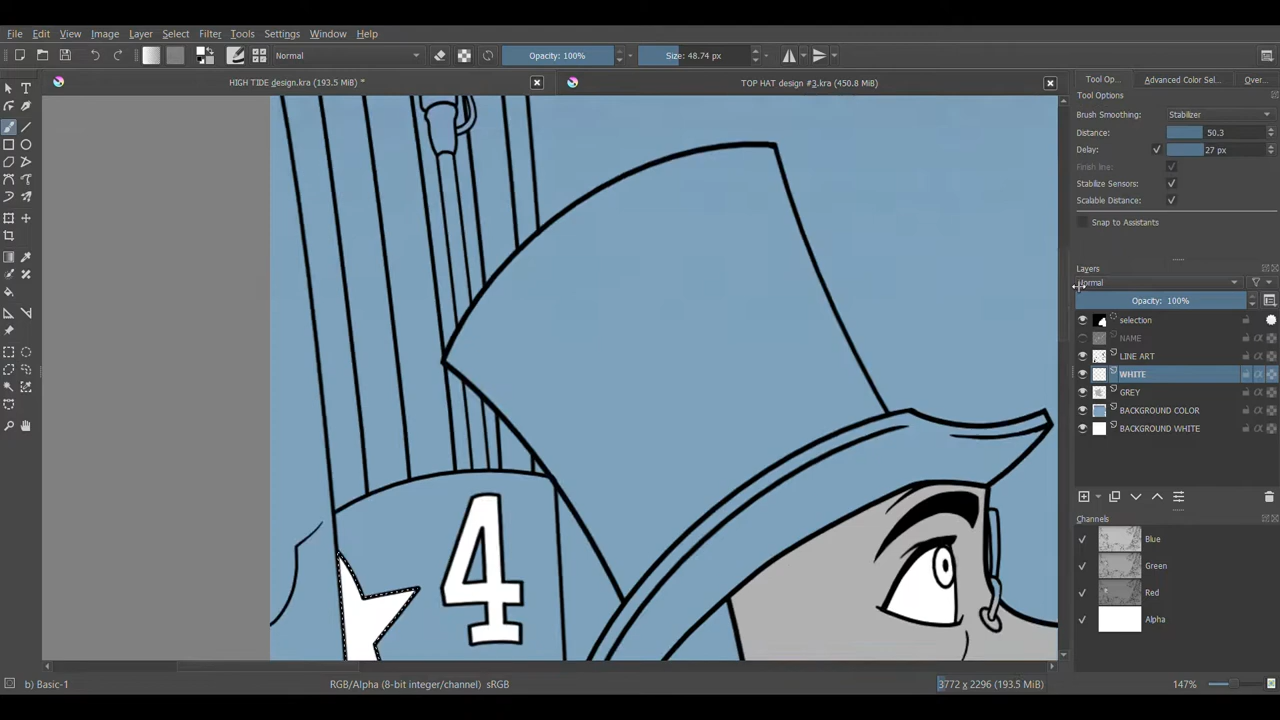 File Edit View Image Layer Select Filter Tools Settings Window Help
Normal Opacity: 100% Size: 48.74 px
HIGH TIDE design.kra (193.5 MiB) * TOP HAT design #3.kra (450.8 MiB)
Tool Op... Advanced Color Sel... Over...
Tool Options
Brush Smoothing: Stabilizer
Distance: 50.3
Delay: 27 px
Finish line:
Stabilize Sensors:
Scalable Distance:
Snap to Assistants
Layers
Normal
Opacity: 100%
selection
NAME
LINE ART
WHITE
GREY
BACKGROUND COLOR
BACKGROUND WHITE
Channels
Blue
Green
Red
Alpha
4
b) Basic-1 RGB/Alpha (8-bit integer/channel) sRGB 3772 x 2296 (193.5 MiB) 147%